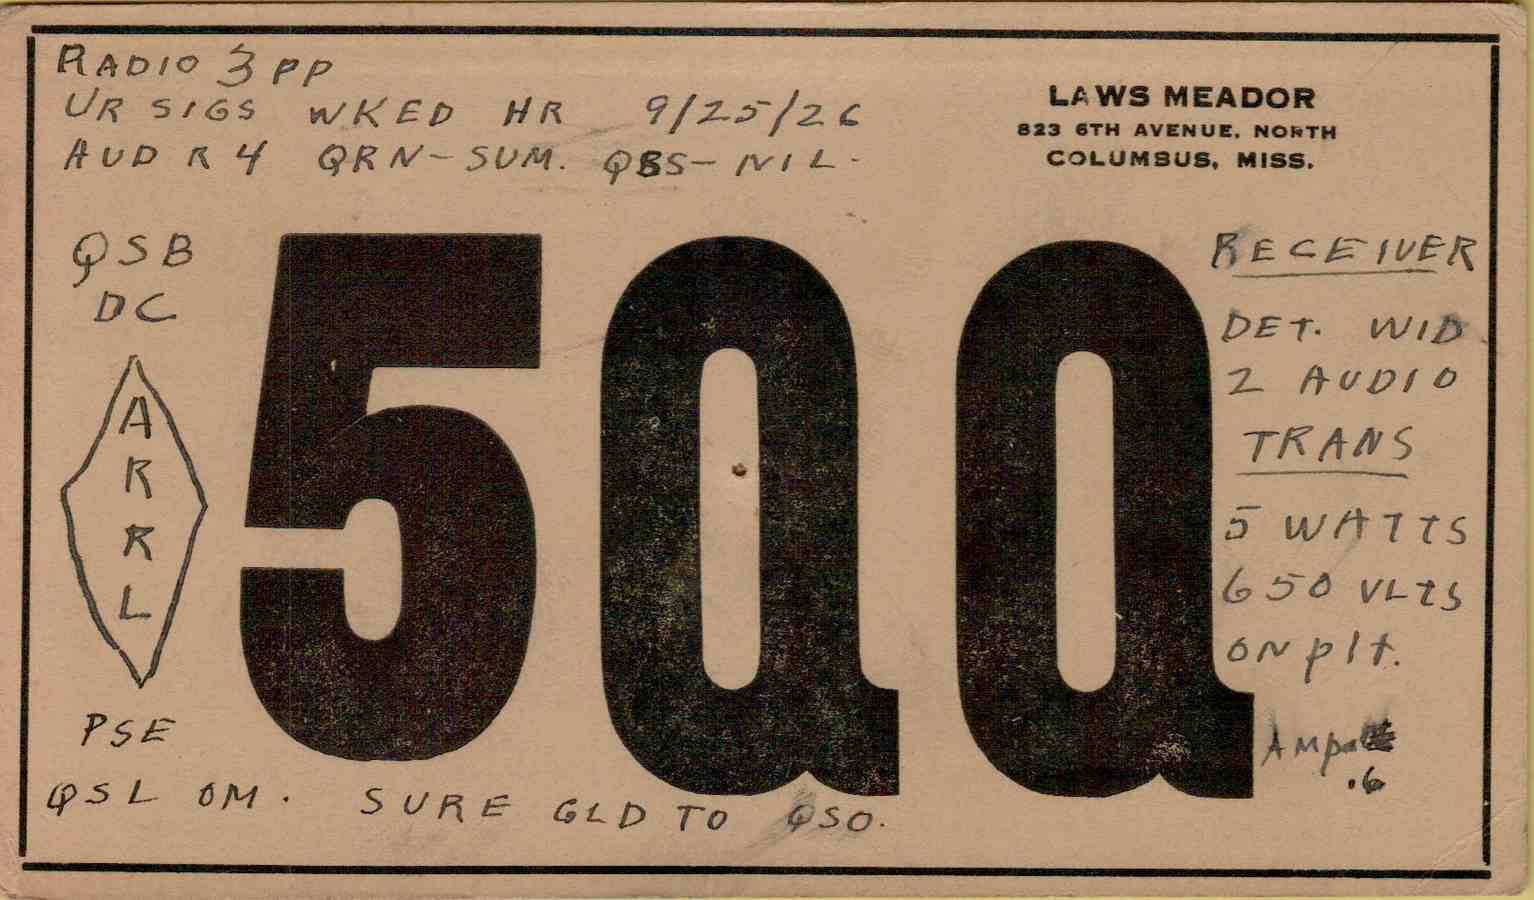 RADIO 3PP
UR SIGS WKED HR 9/25/26
AUD R4 QRN-SUM. QBS-NIL.
LAWS MEADOR
823 6TH AVENUE, NORTH
COLUMBUS, MISS.
QSB
DC
A
R
R
L
5QQ
RECEIVER
DET. WID
2 AUDIO
TRANS
5 WATTS
650 VLTS
ON plt.
AMP
.6
PSE
QSL OM. SURE GLD TO QSO.